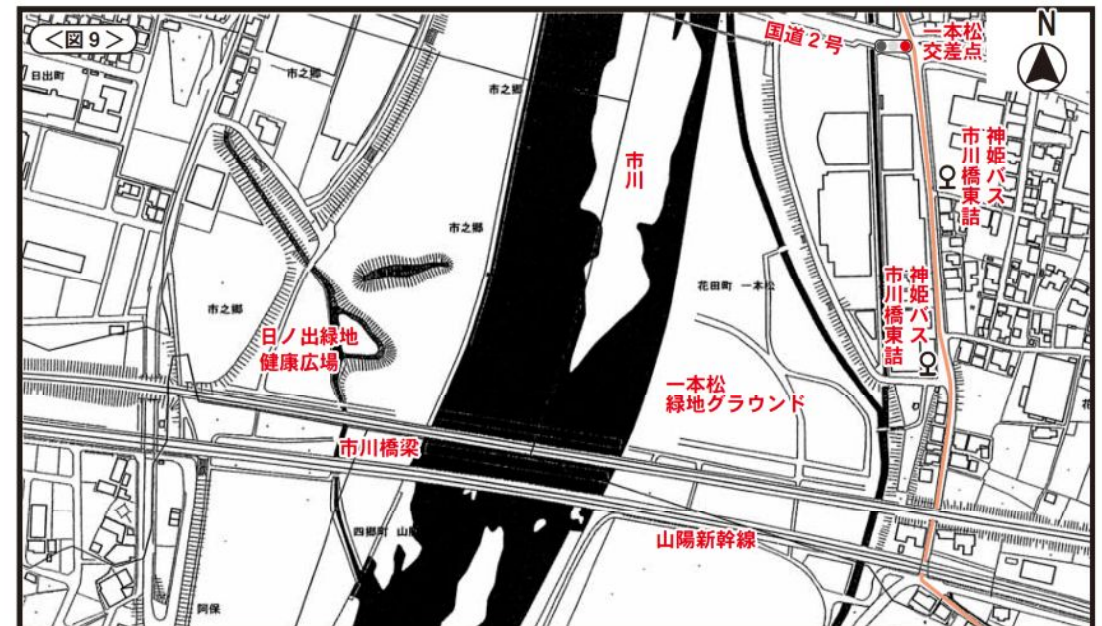 <図9>
N
国道2号
一本松
交差点
日出町
市之郷
市之郷
市川
神姫バス
市川橋東詰
市之郷
花田町 一本松
神姫バス
市川橋東詰
市之郷
日ノ出緑地
健康広場
一本松
緑地グラウンド
市川橋梁
四郷町 山脇
山陽新幹線
阿保